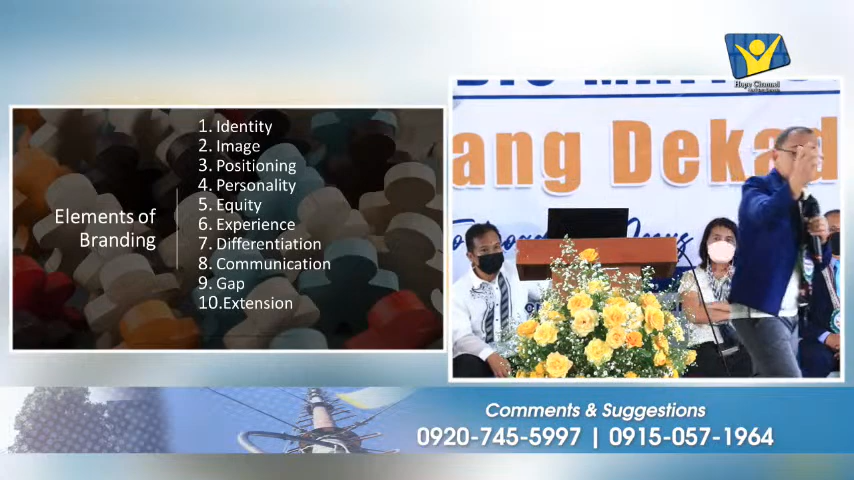 Hope Channel
ang Dekad
Elements of
Branding
1. Identity
2. Image
3. Positioning
4. Personality
5. Equity
6. Experience
7. Differentiation
8. Communication
9. Gap
10.Extension
Comments & Suggestions
0920-745-5997 | 0915-057-1964